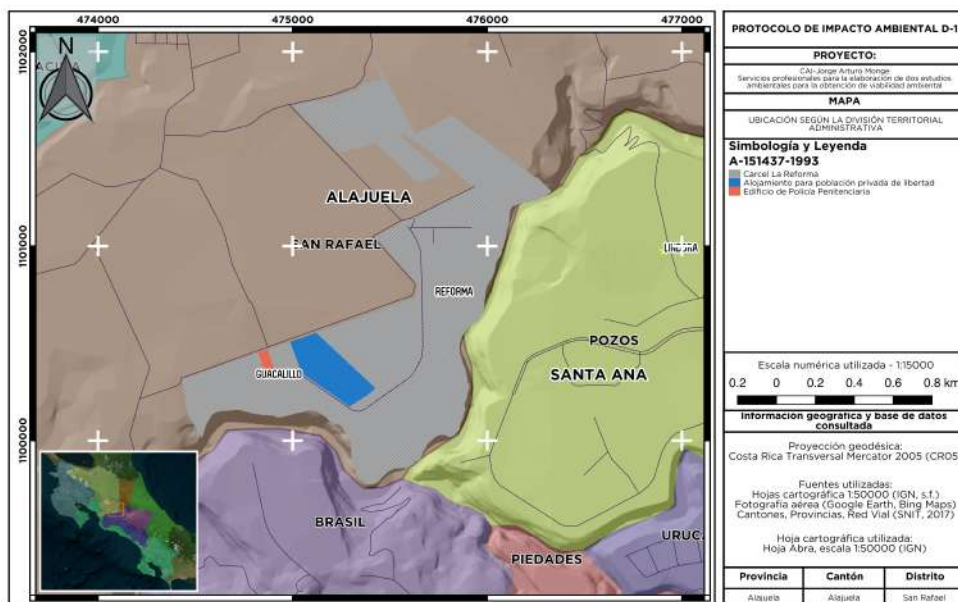 474000 475000 476000 477000
1102000
1101000
1100000
N
ALAJUELA
SAN RAFAEL
REFORMA
GUACALILLO
LINDORA
POZOS
SANTA ANA
BRASIL
PIEDADES
URUCA
PROTOCOLO DE IMPACTO AMBIENTAL D-1
PROYECTO:
CAI-Jorge Arturo Monge
Servicios profesionales para la elaboración de dos estudios
ambientales para la obtención de viabilidad ambiental
MAPA
UBICACIÓN SEGÚN LA DIVISIÓN TERRITORIAL
ADMINISTRATIVA
Simbología y Leyenda
A-151437-1993
Carcel La Reforma
Alojamiento para población privada de libertad
Edificio de Policía Penitenciaria
Escala numérica utilizada - 1:15000
0.2 0 0.2 0.4 0.6 0.8 km
Información geográfica y base de datos
consultada
Proyección geodésica:
Costa Rica Transversal Mercator 2005 (CR05)
Fuentes utilizadas:
Hojas cartográfica 1:50000 (IGN, s.f.)
Fotografía aérea (Google Earth, Bing Maps)
Cantones, Provincias, Red Vial (SNIT, 2017)
Hoja cartográfica utilizada:
Hoja Abra, escala 1:50000 (IGN)
Provincia Cantón Distrito
Alajuela Alajuela San Rafael